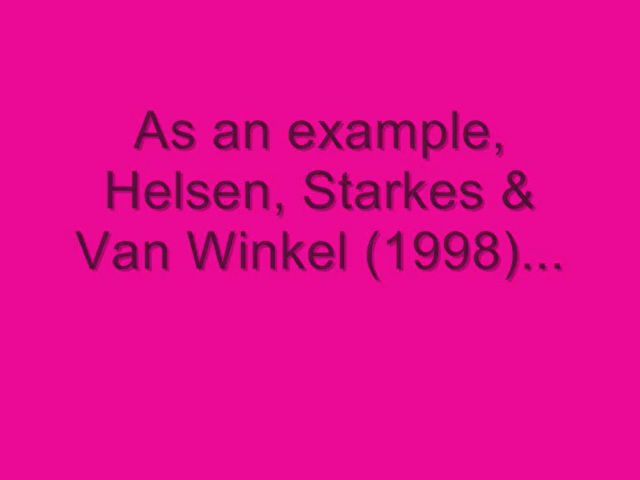 As an example,
Helsen, Starkes &
Van Winkel (1998)...